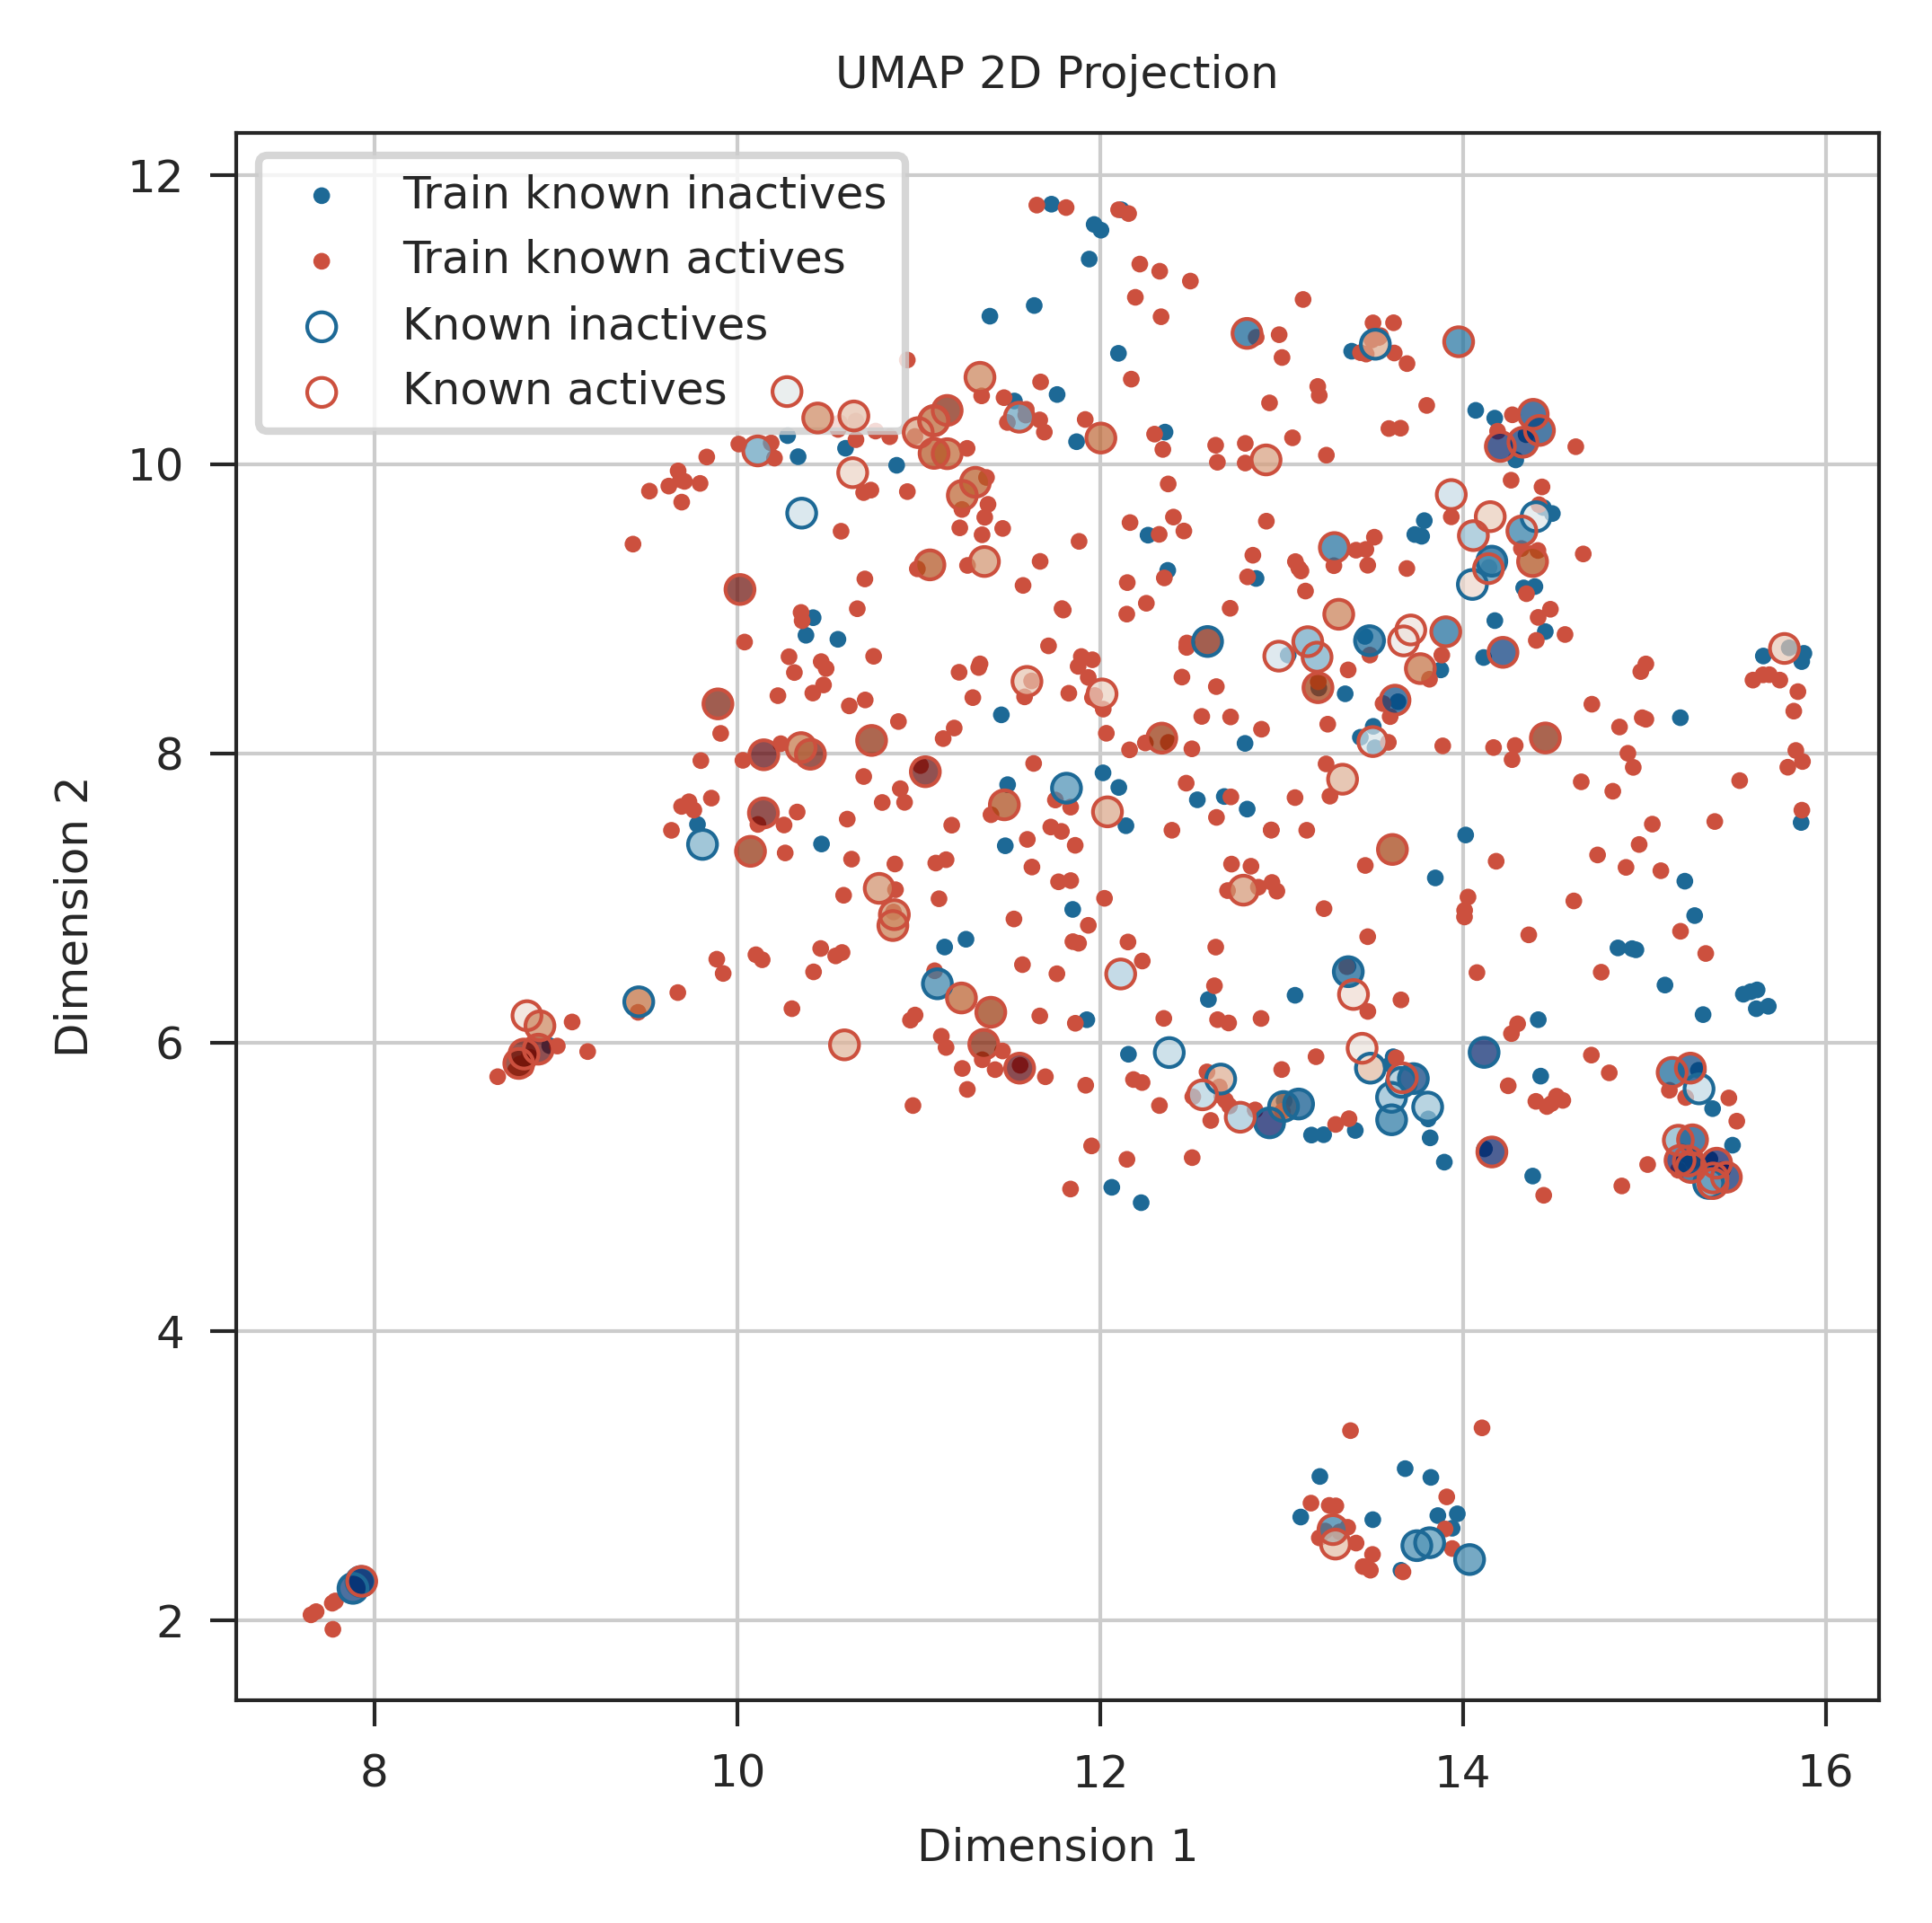 UMAP 2D Projection
12
10
8
6
4
2
Train known inactives
Train known actives
Known inactives
Known actives
Dimension 2
8 10 12 14 16
Dimension 1